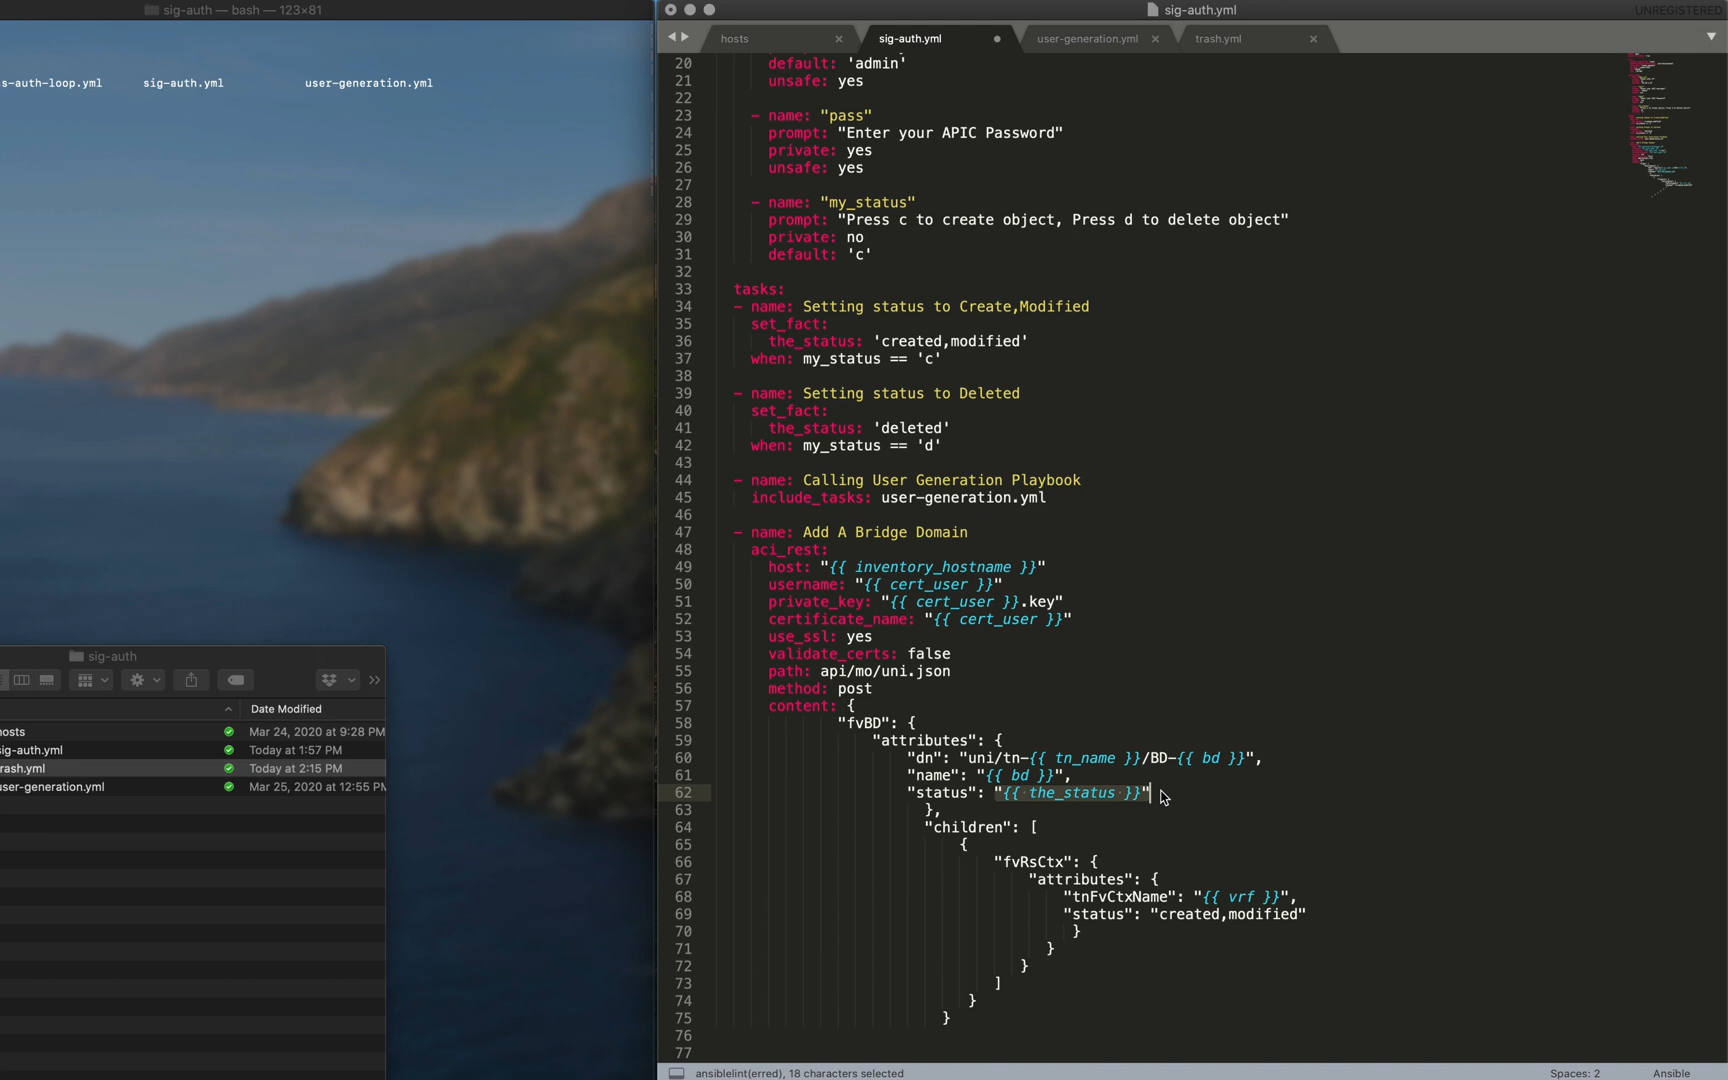 sig-auth — bash — 123×81
s-auth-loop.yml sig-auth.yml user-generation.yml
sig-auth
Date Modified
hosts Mar 24, 2020 at 9:28 PM
sig-auth.yml Today at 1:57 PM
trash.yml Today at 2:15 PM
user-generation.yml Mar 25, 2020 at 12:55 PM
sig-auth.yml
UNREGISTERED
hosts sig-auth.yml user-generation.yml trash.yml
20 default: 'admin'
21 unsafe: yes
22
23 - name: "pass"
24 prompt: "Enter your APIC Password"
25 private: yes
26 unsafe: yes
27
28 - name: "my_status"
29 prompt: "Press c to create object, Press d to delete object"
30 private: no
31 default: 'c'
32
33 tasks:
34 - name: Setting status to Create,Modified
35 set_fact:
36 the_status: 'created,modified'
37 when: my_status == 'c'
38
39 - name: Setting status to Deleted
40 set_fact:
41 the_status: 'deleted'
42 when: my_status == 'd'
43
44 - name: Calling User Generation Playbook
45 include_tasks: user-generation.yml
46
47 - name: Add A Bridge Domain
48 aci_rest:
49 host: "{{ inventory_hostname }}"
50 username: "{{ cert_user }}"
51 private_key: "{{ cert_user }}.key"
52 certificate_name: "{{ cert_user }}"
53 use_ssl: yes
54 validate_certs: false
55 path: api/mo/uni.json
56 method: post
57 content: {
58 "fvBD": {
59 "attributes": {
60 "dn": "uni/tn-{{ tn_name }}/BD-{{ bd }}",
61 "name": "{{ bd }}",
62 "status": "{{ the_status }}"
63 },
64 "children": [
65 {
66 "fvRsCtx": {
67 "attributes": {
68 "tnFvCtxName": "{{ vrf }}",
69 "status": "created,modified"
70 }
71 }
72 }
73 ]
74 }
75 }
76
77
ansiblelint(erred), 18 characters selected
Spaces: 2 Ansible